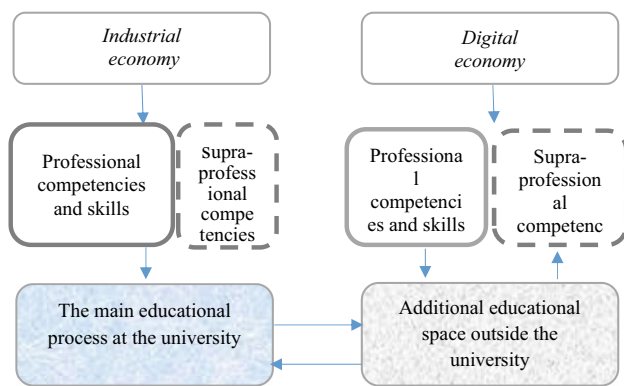 Industrial
economy
Digital
economy
Professional
competencies
and skills
Supra-
profess
ional
compe
tencies
Professiona
l
competenci
es and skills
Supra-
profession
al
competenc
The main educational
process at the university
Additional educational
space outside the
university